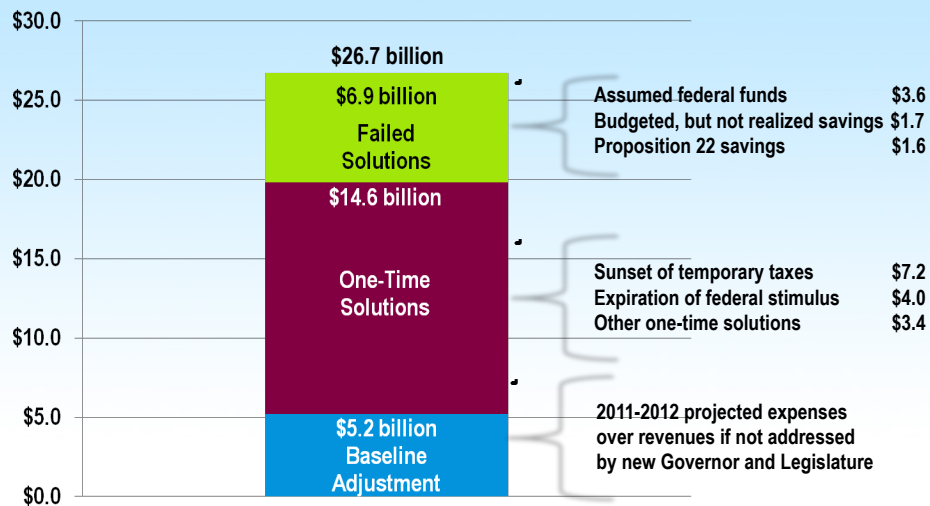 $30.0
$25.0
$20.0
$15.0
$10.0
$5.0
$0.0
$26.7 billion
$6.9 billion
Failed
Solutions
$14.6 billion
One-Time
Solutions
$5.2 billion
Baseline
Adjustment
Assumed federal funds $3.6
Budgeted, but not realized savings $1.7
Proposition 22 savings $1.6
Sunset of temporary taxes $7.2
Expiration of federal stimulus $4.0
Other one-time solutions $3.4
2011-2012 projected expenses
over revenues if not addressed
by new Governor and Legislature